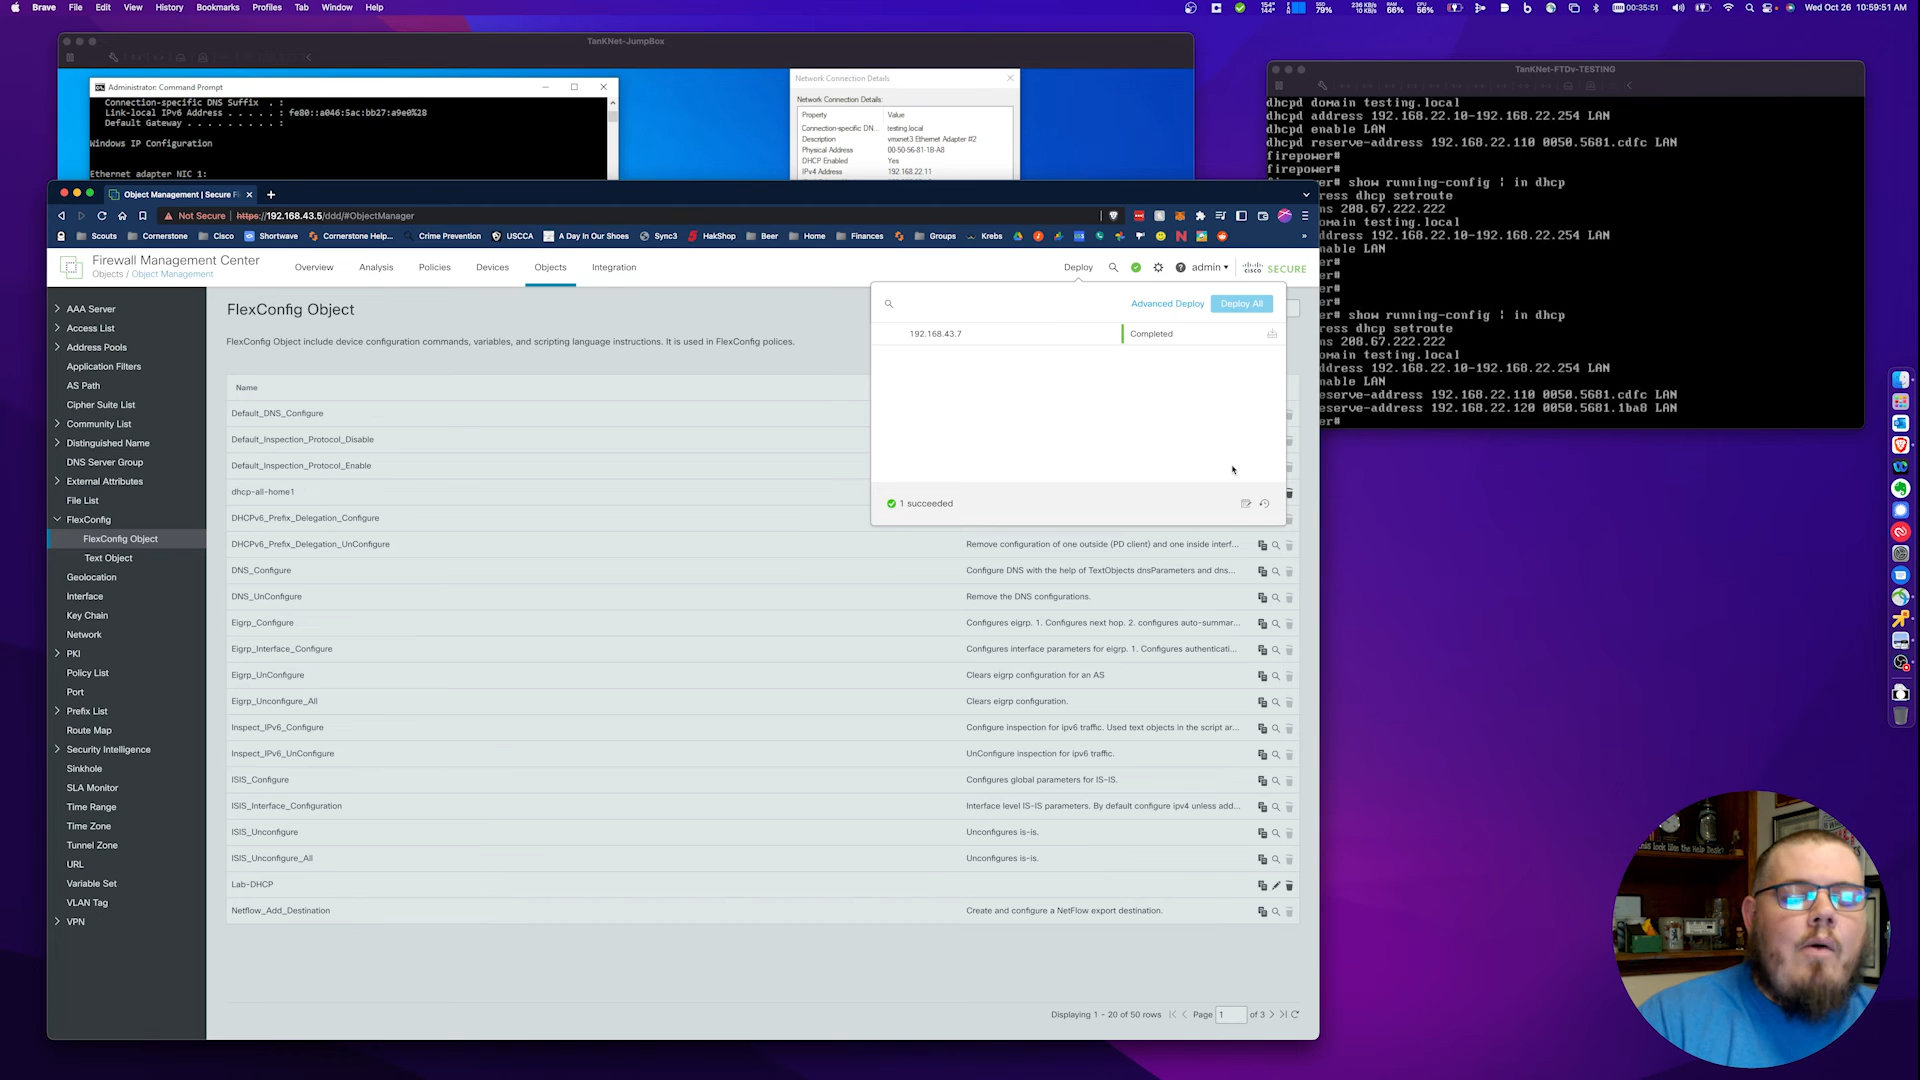 Brave File Edit View History Bookmarks Profiles Tab Window Help
154° 144° SSD 79% 236 KB/s 10 KB/s RAM 66% CPU 56% 00:35:51 Wed Oct 26 10:59:51 AM
TanKNet-JumpBox
Administrator: Command Prompt
Connection-specific DNS Suffix . :
Link-local IPv6 Address . . . . . : fe80::a046:5ac:bb27:a9e0%28
Default Gateway . . . . . . . . . :
Windows IP Configuration
Ethernet adapter NIC 1:
Network Connection Details
Network Connection Details:
Property Value
Connection-specific DN... testing.local
Description vmxnet3 Ethernet Adapter #2
Physical Address 00-50-56-81-1B-A8
DHCP Enabled Yes
IPv4 Address 192.168.22.11
TanKNet-FTDv-TESTING
dhcpd domain testing.local
dhcpd address 192.168.22.10-192.168.22.254 LAN
dhcpd enable LAN
dhcpd reserve-address 192.168.22.110 0050.5681.cdfc LAN
firepower#
firepower#
er# show running-config | in dhcp
ress dhcp setroute
ns 208.67.222.222
omain testing.local
address 192.168.22.10-192.168.22.254 LAN
enable LAN
er#
er#
er#
er#
er# show running-config | in dhcp
ress dhcp setroute
ns 208.67.222.222
omain testing.local
ddress 192.168.22.10-192.168.22.254 LAN
enable LAN
eserve-address 192.168.22.110 0050.5681.cdfc LAN
eserve-address 192.168.22.120 0050.5681.1ba8 LAN
er#
Object Management | Secure Fi
Not Secure https://192.168.43.5/ddd/#ObjectManager
Scouts Cornerstone Cisco Shortwave Cornerstone Help... Crime Prevention USCCA A Day In Our Shoes Sync3 HakShop Beer Home Finances Groups Krebs
Firewall Management Center
Objects / Object Management
Overview Analysis Policies Devices Objects Integration Deploy admin CISCO SECURE
AAA Server
Access List
Address Pools
Application Filters
AS Path
Cipher Suite List
Community List
Distinguished Name
DNS Server Group
External Attributes
File List
FlexConfig
FlexConfig Object
Text Object
Geolocation
Interface
Key Chain
Network
PKI
Policy List
Port
Prefix List
Route Map
Security Intelligence
Sinkhole
SLA Monitor
Time Range
Time Zone
Tunnel Zone
URL
Variable Set
VLAN Tag
VPN
FlexConfig Object
FlexConfig Object include device configuration commands, variables, and scripting language instructions. It is used in FlexConfig polices.
Name
Default_DNS_Configure
Default_Inspection_Protocol_Disable
Default_Inspection_Protocol_Enable
dhcp-all-home1
DHCPv6_Prefix_Delegation_Configure
DHCPv6_Prefix_Delegation_UnConfigure Remove configuration of one outside (PD client) and one inside interf...
DNS_Configure Configure DNS with the help of TextObjects dnsParameters and dns...
DNS_UnConfigure Remove the DNS configurations.
Eigrp_Configure Configures eigrp. 1. Configures next hop. 2. configures auto-summar...
Eigrp_Interface_Configure Configures interface parameters for eigrp. 1. Configures authenticati...
Eigrp_UnConfigure Clears eigrp configuration for an AS
Eigrp_Unconfigure_All Clears eigrp configuration.
Inspect_IPv6_Configure Configure inspection for ipv6 traffic. Used text objects in the script ar...
Inspect_IPv6_UnConfigure UnConfigure inspection for ipv6 traffic.
ISIS_Configure Configures global parameters for IS-IS.
ISIS_Interface_Configuration Interface level IS-IS parameters. By default configure ipv4 unless add...
ISIS_Unconfigure Unconfigures is-is.
ISIS_Unconfigure_All Unconfigures is-is.
Lab-DHCP
Netflow_Add_Destination Create and configure a NetFlow export destination.
Displaying 1 - 20 of 50 rows Page 1 of 3
Advanced Deploy Deploy All
192.168.43.7 Completed
1 succeeded